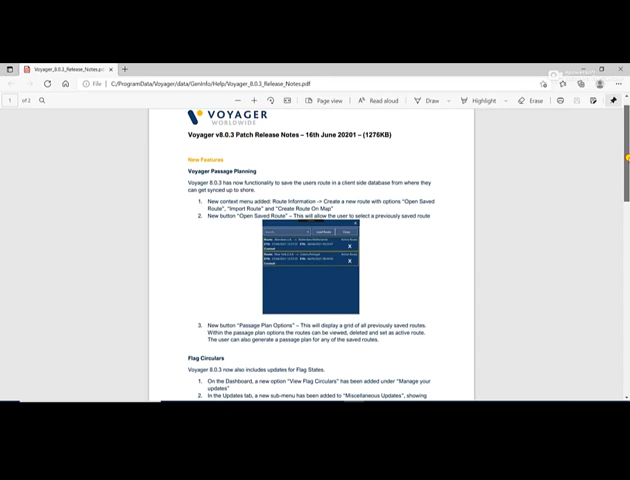 Voyager_8.0.3_Release_Notes.pd
File
C:/ProgramData/Voyager/data/GenInfo/Help/Voyager_8.0.3_Release_Notes.pdf
1 of 2
Page view
Read aloud
Draw
Highlight
Erase
VOYAGER
WORLDWIDE
Voyager v8.0.3 Patch Release Notes – 16th June 20201 – (1276KB)
New Features
Voyager Passage Planning
Voyager 8.0.3 has now functionality to save the users route in a client side database from where they
can get synced up to shore.
1. New context menu added; Route Information -> Create a new route with options "Open Saved
Route", "Import Route" and "Create Route On Map"
2. New button "Open Saved Route" – This will allow the user to select a previously saved route
Load Route
Close
3. New button "Passage Plan Options" – This will display a grid of all previously saved routes.
Within the passage plan options the routes can be viewed, deleted and set as active route.
The user can also generate a passage plan for any of the saved routes.
Flag Circulars
Voyager 8.0.3 now also includes updates for Flag States.
1. On the Dashboard, a new option "View Flag Circulars" has been added under "Manage your
updates"
2. In the Updates tab, a new sub-menu has been added to "Miscellaneous Updates", showing